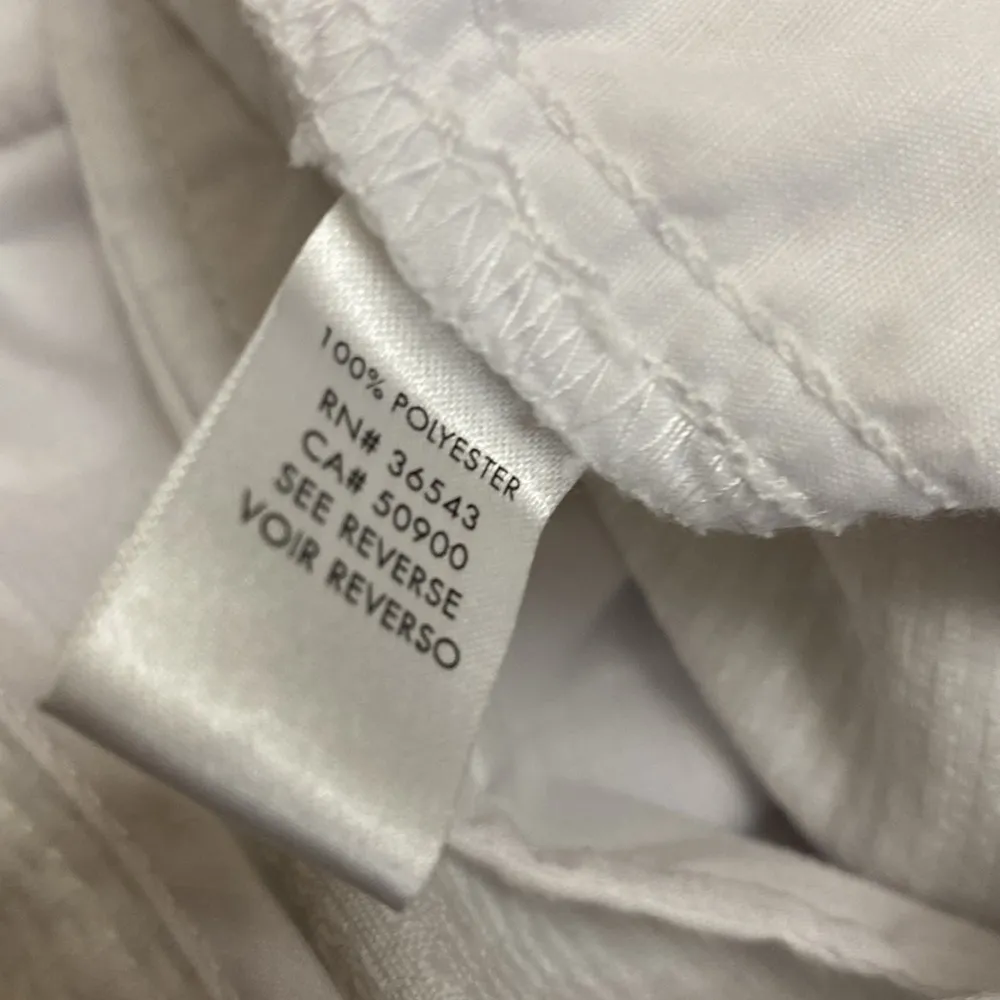 100% POLYESTER
RN# 36543
CA# 50900
SEE REVERSE
VOIR REVERSO